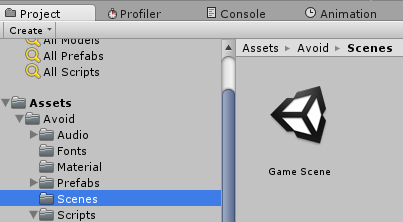 Project Profiler Console Animation
Create
All Models
All Prefabs
All Scripts
Assets
Avoid
Audio
Fonts
Material
Prefabs
Scenes
Scripts
Assets Avoid Scenes
Game Scene